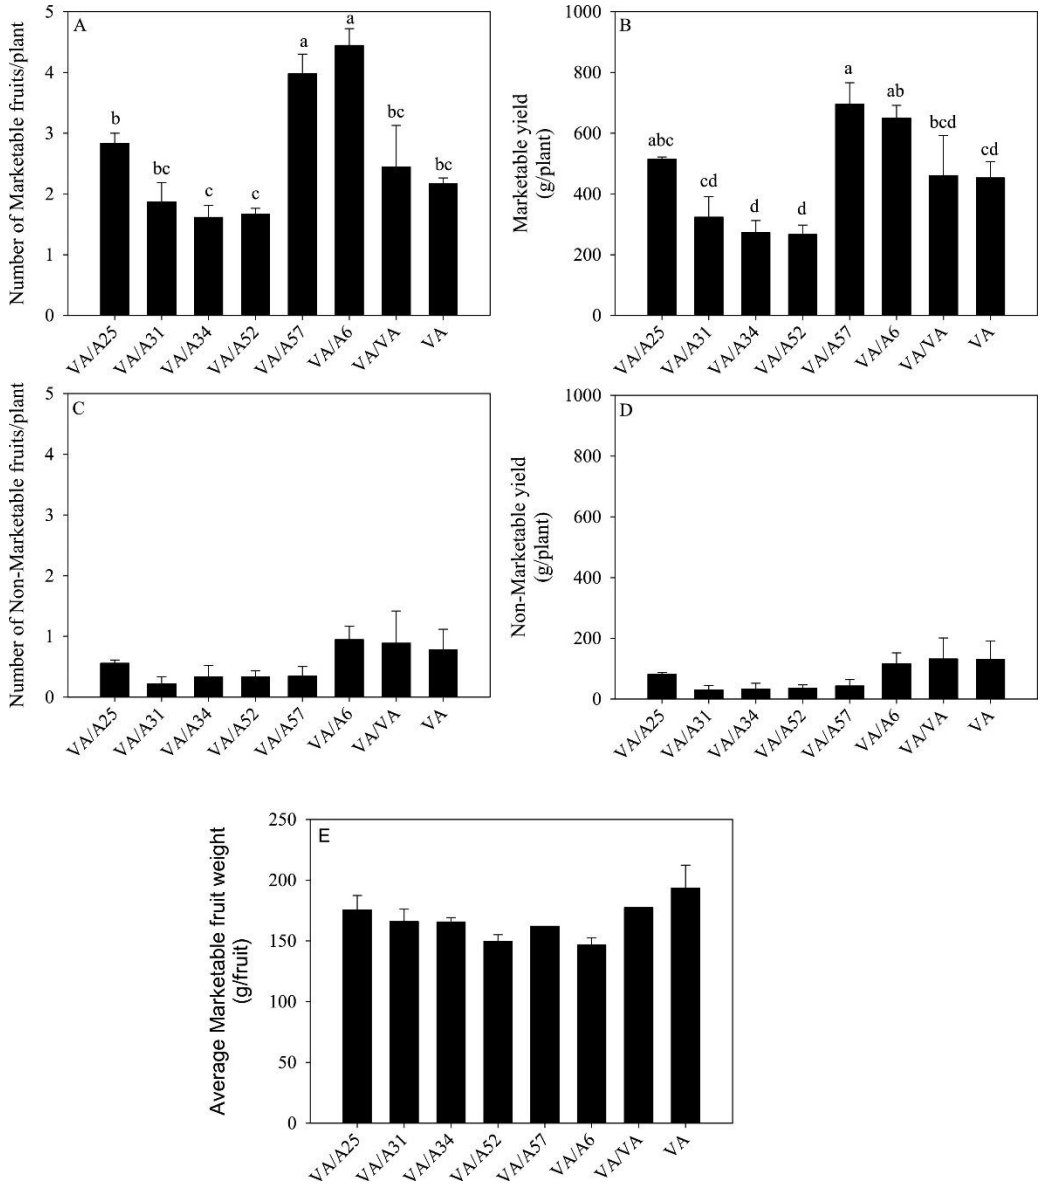 A
Number of Marketable fruits/plant
5
4
3
2
1
0
b
bc
c
c
a
a
bc
bc
VA/A25
VA/A31
VA/A34
VA/A52
VA/A57
VA/A6
VA/VA
VA
B
Marketable yield
(g/plant)
1000
800
600
400
200
0
abc
cd
d
d
a
ab
bcd
cd
VA/A25
VA/A31
VA/A34
VA/A52
VA/A57
VA/A6
VA/VA
VA
C
Number of Non-Marketable fruits/plant
5
4
3
2
1
0
VA/A25
VA/A31
VA/A34
VA/A52
VA/A57
VA/A6
VA/VA
VA
D
Non-Marketable yield
(g/plant)
1000
800
600
400
200
0
VA/A25
VA/A31
VA/A34
VA/A52
VA/A57
VA/A6
VA/VA
VA
E
Average Marketable fruit weight
(g/fruit)
250
200
150
100
50
0
VA/A25
VA/A31
VA/A34
VA/A52
VA/A57
VA/A6
VA/VA
VA